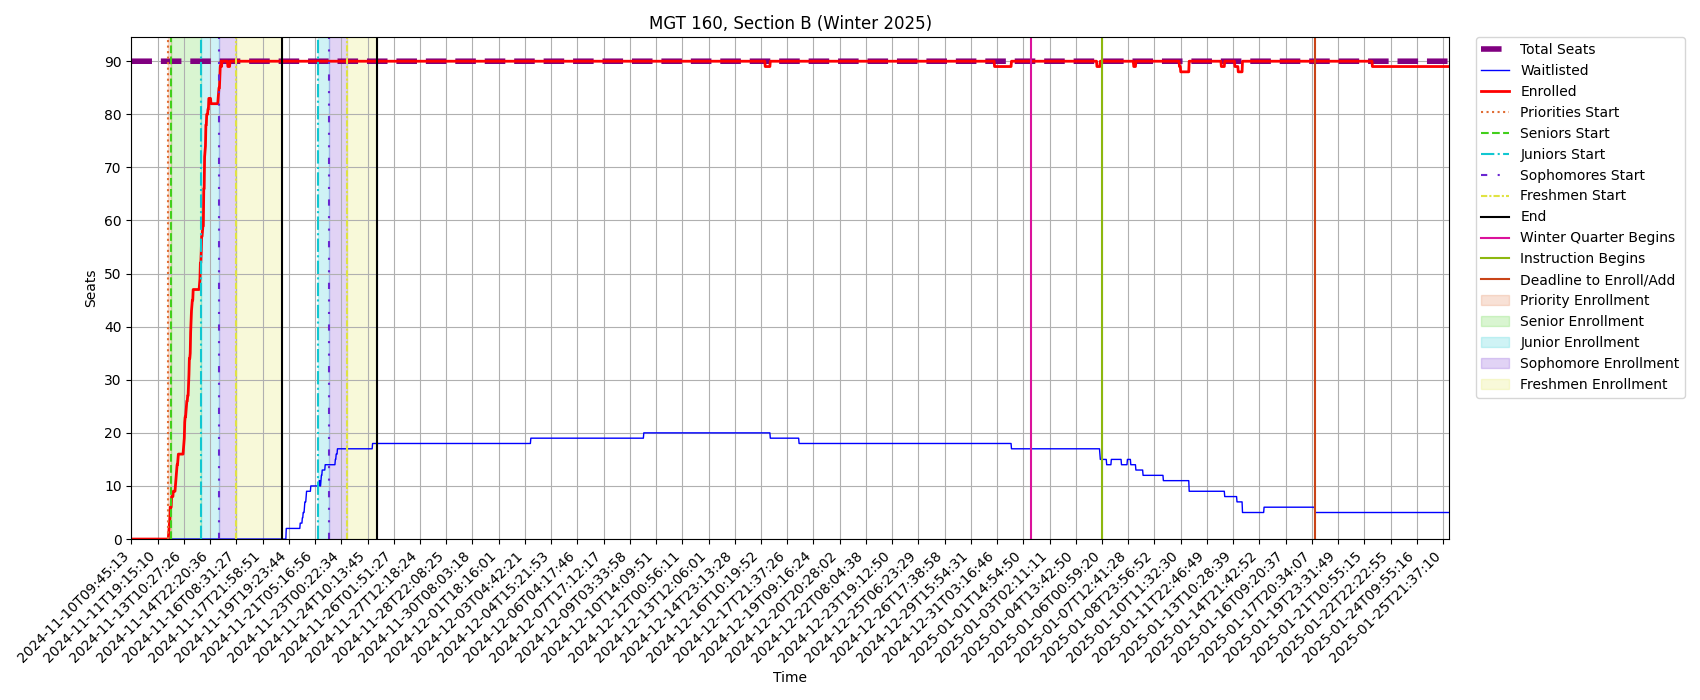 MGT 160, Section B (Winter 2025)
Seats
90
80
70
60
50
40
30
20
10
0
2024-11-10T09:45:13
2024-11-11T19:15:10
2024-11-13T10:27:26
2024-11-14T22:20:36
2024-11-16T08:31:27
2024-11-17T21:58:51
2024-11-19T19:23:44
2024-11-21T05:16:56
2024-11-23T00:22:34
2024-11-24T10:13:45
2024-11-26T01:51:27
2024-11-27T12:18:24
2024-11-28T22:08:25
2024-11-30T08:03:18
2024-12-01T18:16:01
2024-12-03T04:42:21
2024-12-04T15:21:53
2024-12-06T04:17:46
2024-12-07T17:12:17
2024-12-09T03:33:58
2024-12-10T14:09:51
2024-12-12T00:56:11
2024-12-13T12:06:01
2024-12-14T23:13:28
2024-12-16T10:19:52
2024-12-17T21:37:26
2024-12-19T09:16:24
2024-12-20T20:28:02
2024-12-22T08:04:38
2024-12-23T19:12:50
2024-12-25T06:23:29
2024-12-26T17:38:58
2024-12-29T15:54:31
2024-12-31T03:16:46
2025-01-01T14:54:50
2025-01-03T02:11:11
2025-01-04T13:42:50
2025-01-06T00:59:20
2025-01-07T12:41:28
2025-01-08T23:56:52
2025-01-10T11:32:30
2025-01-11T22:46:49
2025-01-13T10:28:39
2025-01-14T21:42:52
2025-01-16T09:20:37
2025-01-17T20:34:07
2025-01-19T23:31:49
2025-01-21T10:55:15
2025-01-22T22:22:55
2025-01-24T09:55:16
2025-01-25T21:37:10
Time
Total Seats
Waitlisted
Enrolled
Priorities Start
Seniors Start
Juniors Start
Sophomores Start
Freshmen Start
End
Winter Quarter Begins
Instruction Begins
Deadline to Enroll/Add
Priority Enrollment
Senior Enrollment
Junior Enrollment
Sophomore Enrollment
Freshmen Enrollment